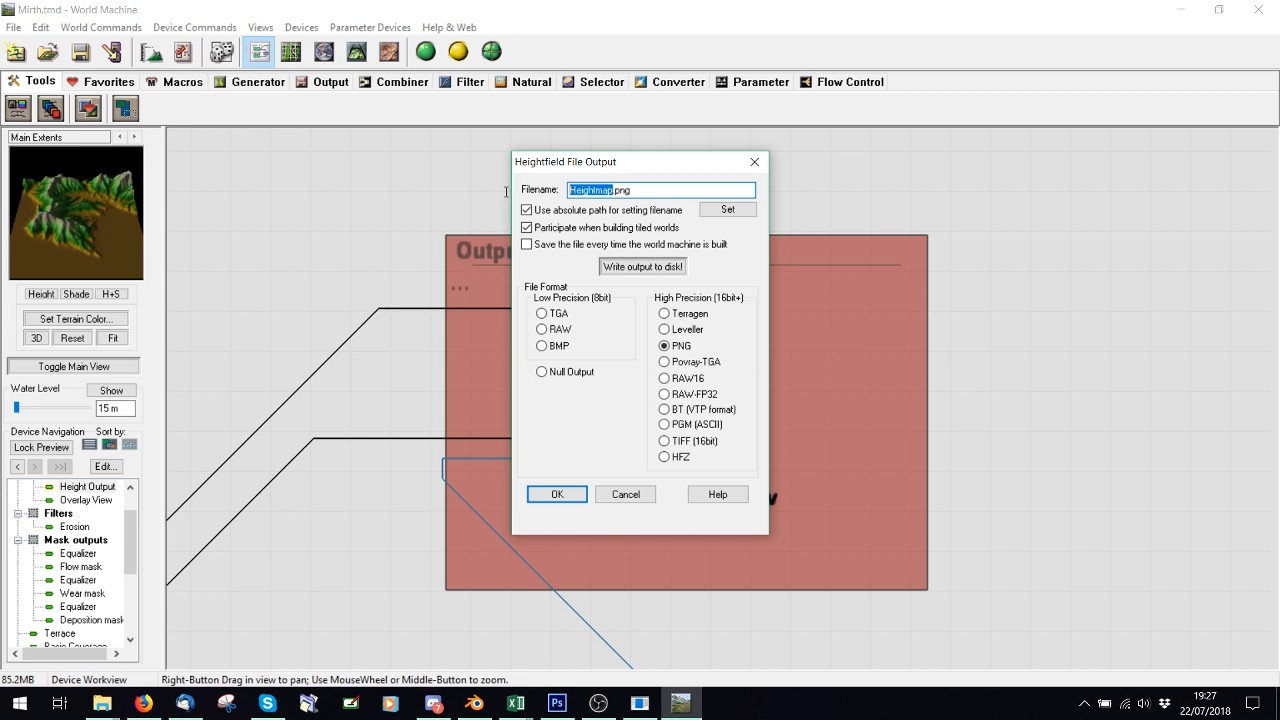 Mirth.tmd - World Machine
File Edit World Commands Device Commands Views Devices Parameter Devices Help & Web
Tools Favorites Macros Generator Output Combiner Filter Natural Selector Converter Parameter Flow Control
Main Extents
Height Shade H+S
Set Terrain Color...
3D Reset Fit
Toggle Main View
Water Level Show
15 m
Device Navigation Sort by:
Lock Preview
< > >>| Edit...
Height Output
Overlay View
Filters
Erosion
Mask outputs
Equalizer
Flow mask
Equalizer
Wear mask
Equalizer
Deposition mask
Terrace
Basic Coverage
Outp
...
Heightfield File Output
Filename: Heightmap.png
Use absolute path for setting filename Set
Participate when building tiled worlds
Save the file every time the world machine is built
Write output to disk!
File Format
Low Precision (8bit)
TGA
RAW
BMP
Null Output
High Precision (16bit+)
Terragen
Leveller
PNG
Povray-TGA
RAW16
RAW-FP32
BT (VTP format)
PGM (ASCII)
TIFF (16bit)
HFZ
OK Cancel Help
w
85.2MB Device Workview Right-Button Drag in view to pan; Use MouseWheel or Middle-Button to zoom.
19:27
22/07/2018